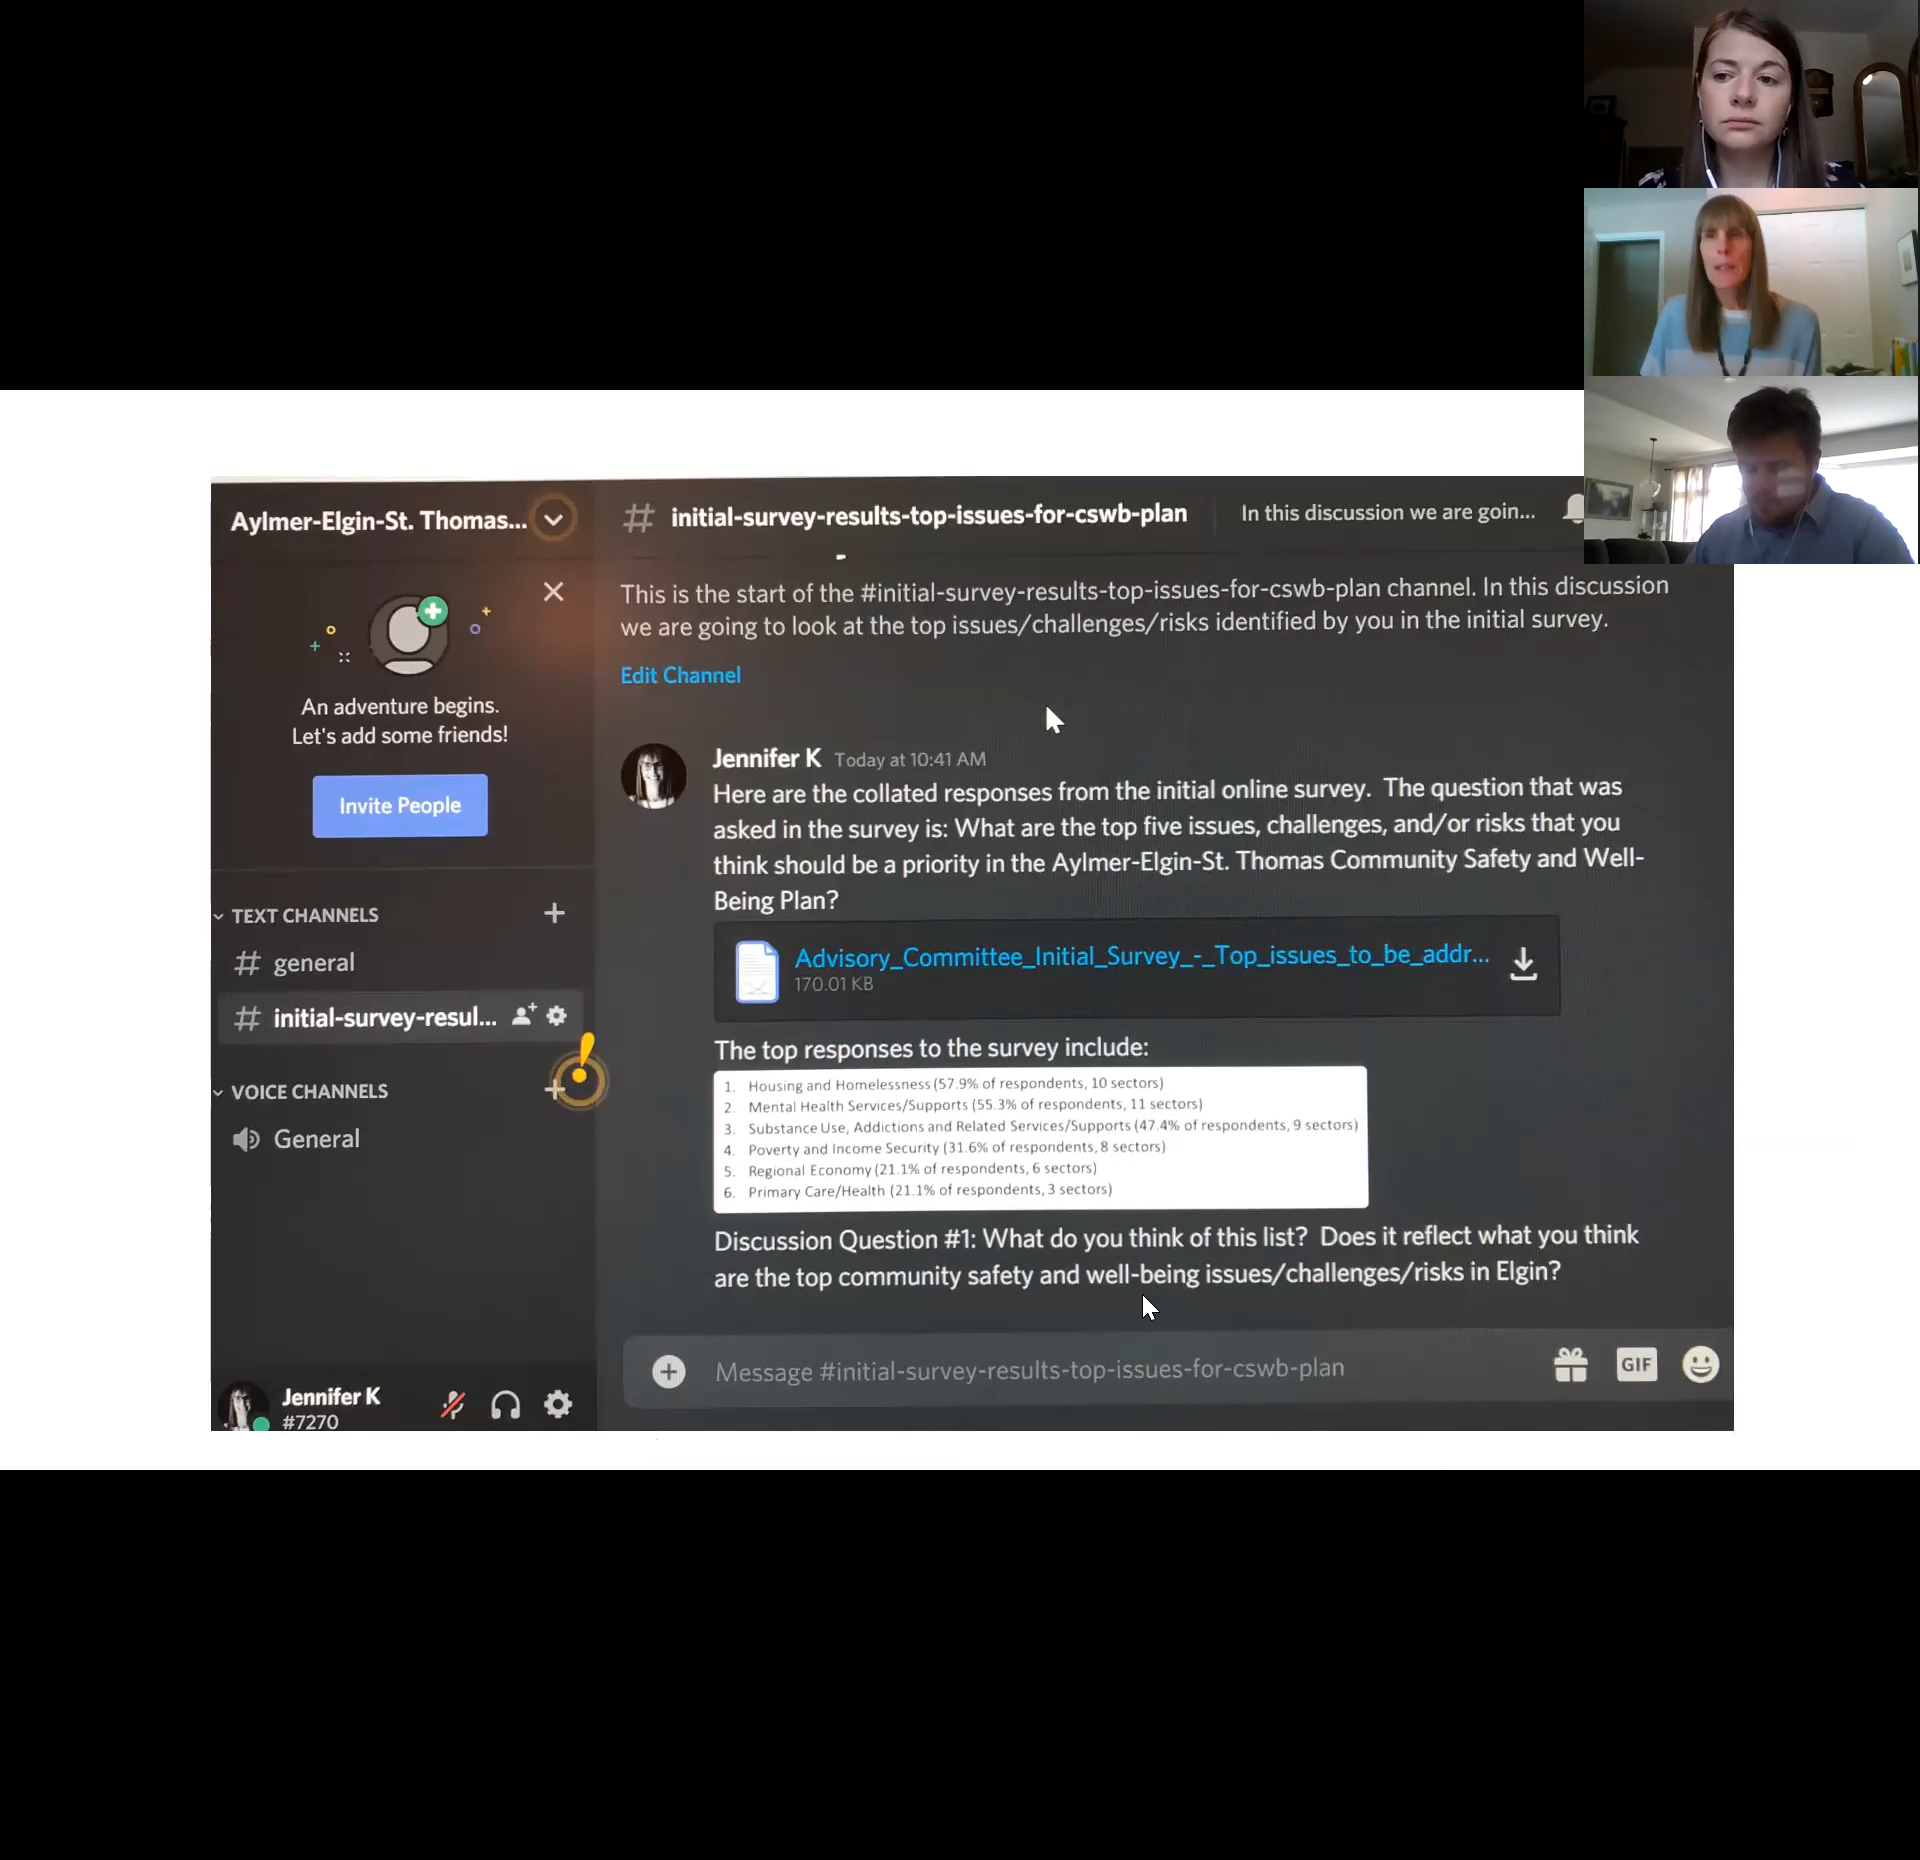 Aylmer-Elgin-St. Thomas...
# initial-survey-results-top-issues-for-cswb-plan
In this discussion we are goin...
An adventure begins.
Let's add some friends!
Invite People
TEXT CHANNELS
# general
# initial-survey-resul...
VOICE CHANNELS
General
Jennifer K
#7270
This is the start of the #initial-survey-results-top-issues-for-cswb-plan channel. In this discussion
we are going to look at the top issues/challenges/risks identified by you in the initial survey.
Edit Channel
Jennifer K Today at 10:41 AM
Here are the collated responses from the initial online survey. The question that was
asked in the survey is: What are the top five issues, challenges, and/or risks that you
think should be a priority in the Aylmer-Elgin-St. Thomas Community Safety and Well-
Being Plan?
Advisory_Committee_Initial_Survey_-_Top_issues_to_be_addr...
170.01 KB
The top responses to the survey include:
1. Housing and Homelessness (57.9% of respondents, 10 sectors)
2. Mental Health Services/Supports (55.3% of respondents, 11 sectors)
3. Substance Use, Addictions and Related Services/Supports (47.4% of respondents, 9 sectors)
4. Poverty and Income Security (31.6% of respondents, 8 sectors)
5. Regional Economy (21.1% of respondents, 6 sectors)
6. Primary Care/Health (21.1% of respondents, 3 sectors)
Discussion Question #1: What do you think of this list? Does it reflect what you think
are the top community safety and well-being issues/challenges/risks in Elgin?
Message #initial-survey-results-top-issues-for-cswb-plan
GIF